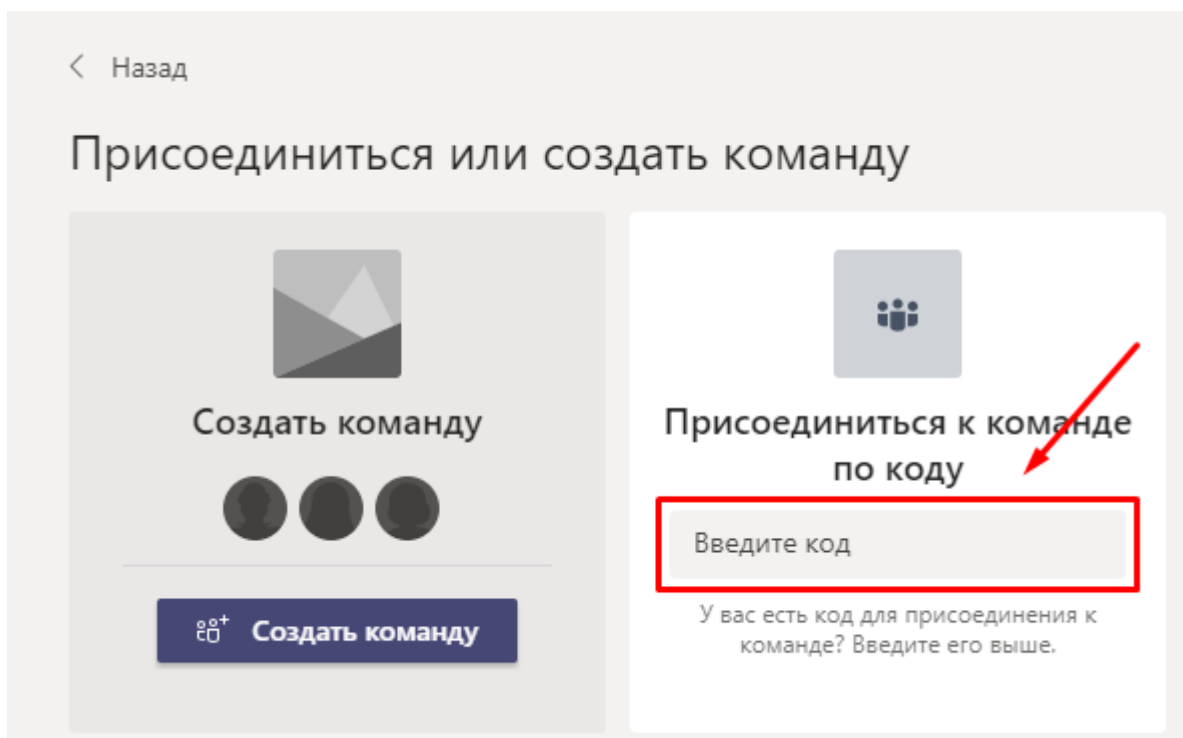 Назад
Присоединиться или создать команду
Создать команду
Создать команду
Присоединиться к команде
по коду
Введите код
У вас есть код для присоединения к
команде? Введите его выше.